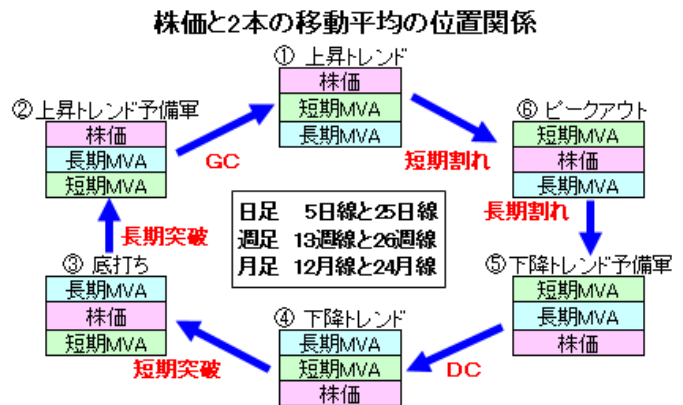 株価と2本の移動平均の位置関係
① 上昇トレンド
株価
短期MVA
長期MVA
② 上昇トレンド予備軍
株価
長期MVA
短期MVA
GC
短期割れ
⑥ ピークアウト
短期MVA
株価
長期MVA
長期突破
日足 5日線と25日線
週足 13週線と26週線
月足 12月線と24月線
長期割れ
③ 底打ち
長期MVA
株価
短期MVA
⑤下降トレンド予備軍
短期MVA
長期MVA
株価
④ 下降トレンド
長期MVA
短期MVA
株価
短期突破
DC